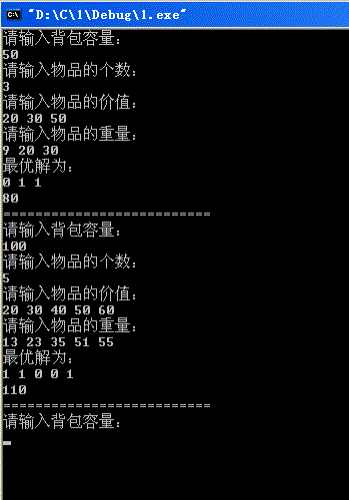 "D:\C\1\Debug\1.exe"
请输入背包容量：
50
请输入物品的个数：
3
请输入物品的价值：
20 30 50
请输入物品的重量：
9 20 30
最优解为：
0 1 1
80
==========================
请输入背包容量：
100
请输入物品的个数：
5
请输入物品的价值：
20 30 40 50 60
请输入物品的重量：
13 23 35 51 55
最优解为：
1 1 0 0 1
110
==========================
请输入背包容量：